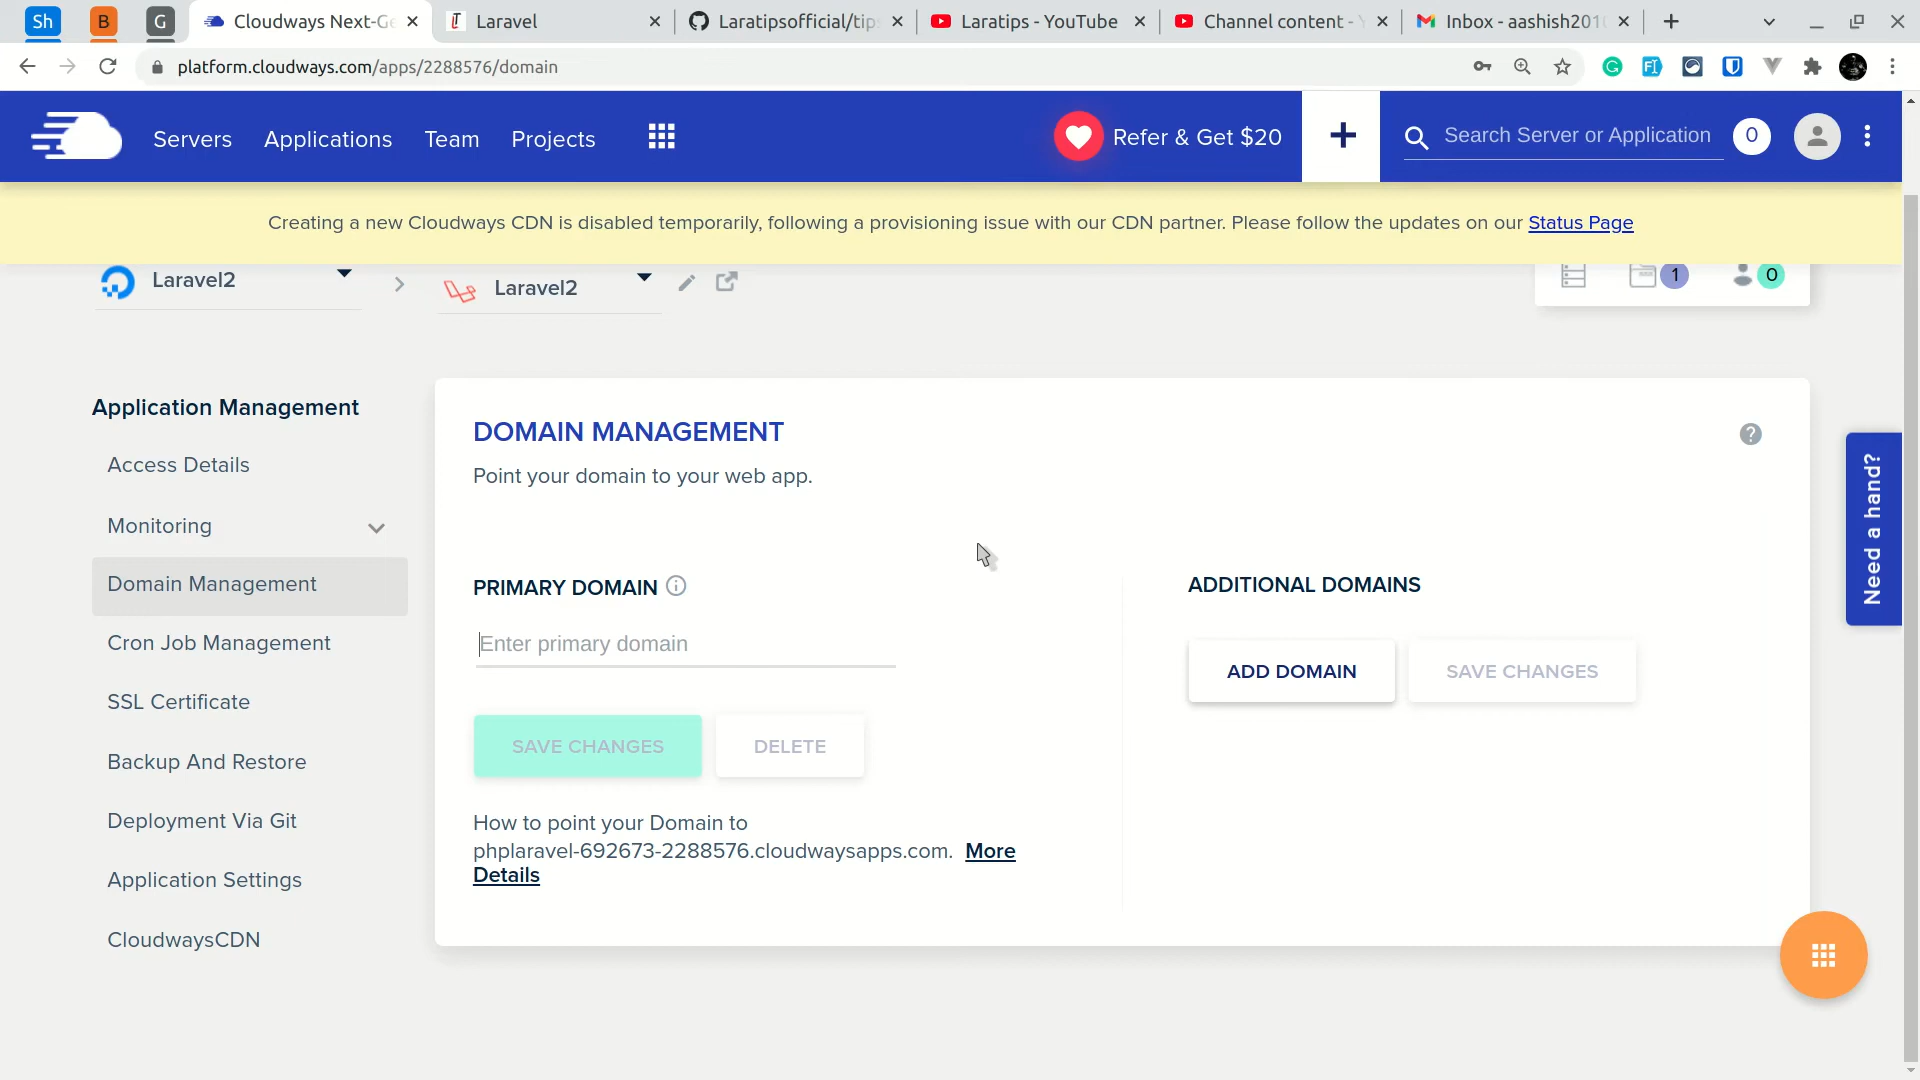 Sh
B
G
Cloudways Next-Ge
Laravel
Laratipsofficial/tips
Laratips - YouTube
Channel content - Y
Inbox - aashish2010
platform.cloudways.com/apps/2288576/domain
Servers
Applications
Team
Projects
Refer & Get $20
Search Server or Application
0
Creating a new Cloudways CDN is disabled temporarily, following a provisioning issue with our CDN partner. Please follow the updates on our Status Page
Laravel2
Laravel2
1
0
Application Management
Access Details
Monitoring
Domain Management
Cron Job Management
SSL Certificate
Backup And Restore
Deployment Via Git
Application Settings
CloudwaysCDN
DOMAIN MANAGEMENT
Point your domain to your web app.
PRIMARY DOMAIN
Enter primary domain
SAVE CHANGES
DELETE
How to point your Domain to
phplaravel-692673-2288576.cloudwaysapps.com. More
Details
ADDITIONAL DOMAINS
ADD DOMAIN
SAVE CHANGES
Need a hand?